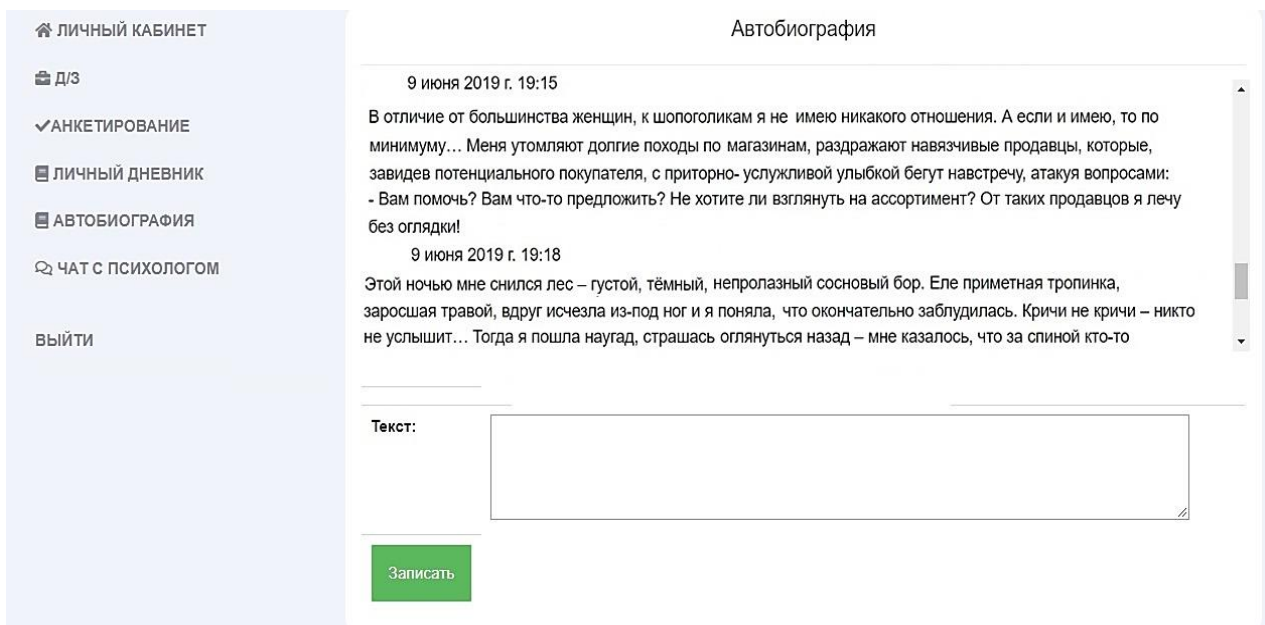 ЛИЧНЫЙ КАБИНЕТ
Д/З
АНКЕТИРОВАНИЕ
ЛИЧНЫЙ ДНЕВНИК
АВТОБИОГРАФИЯ
ЧАТ С ПСИХОЛОГОМ
ВЫЙТИ
Автобиография
9 июня 2019 г. 19:15
В отличие от большинства женщин, к шопоголикам я не имею никакого отношения. А если и имею, то по
минимуму… Меня утомляют долгие походы по магазинам, раздражают навязчивые продавцы, которые,
завидев потенциального покупателя, с приторно- услужливой улыбкой бегут навстречу, атакуя вопросами:
- Вам помочь? Вам что-то предложить? Не хотите ли взглянуть на ассортимент? От таких продавцов я лечу
без оглядки!
9 июня 2019 г. 19:18
Этой ночью мне снился лес – густой, тёмный, непролазный сосновый бор. Еле приметная тропинка,
заросшая травой, вдруг исчезла из-под ног и я поняла, что окончательно заблудилась. Кричи не кричи – никто
не услышит… Тогда я пошла наугад, страшась оглянуться назад – мне казалось, что за спиной кто-то
Текст:
Записать